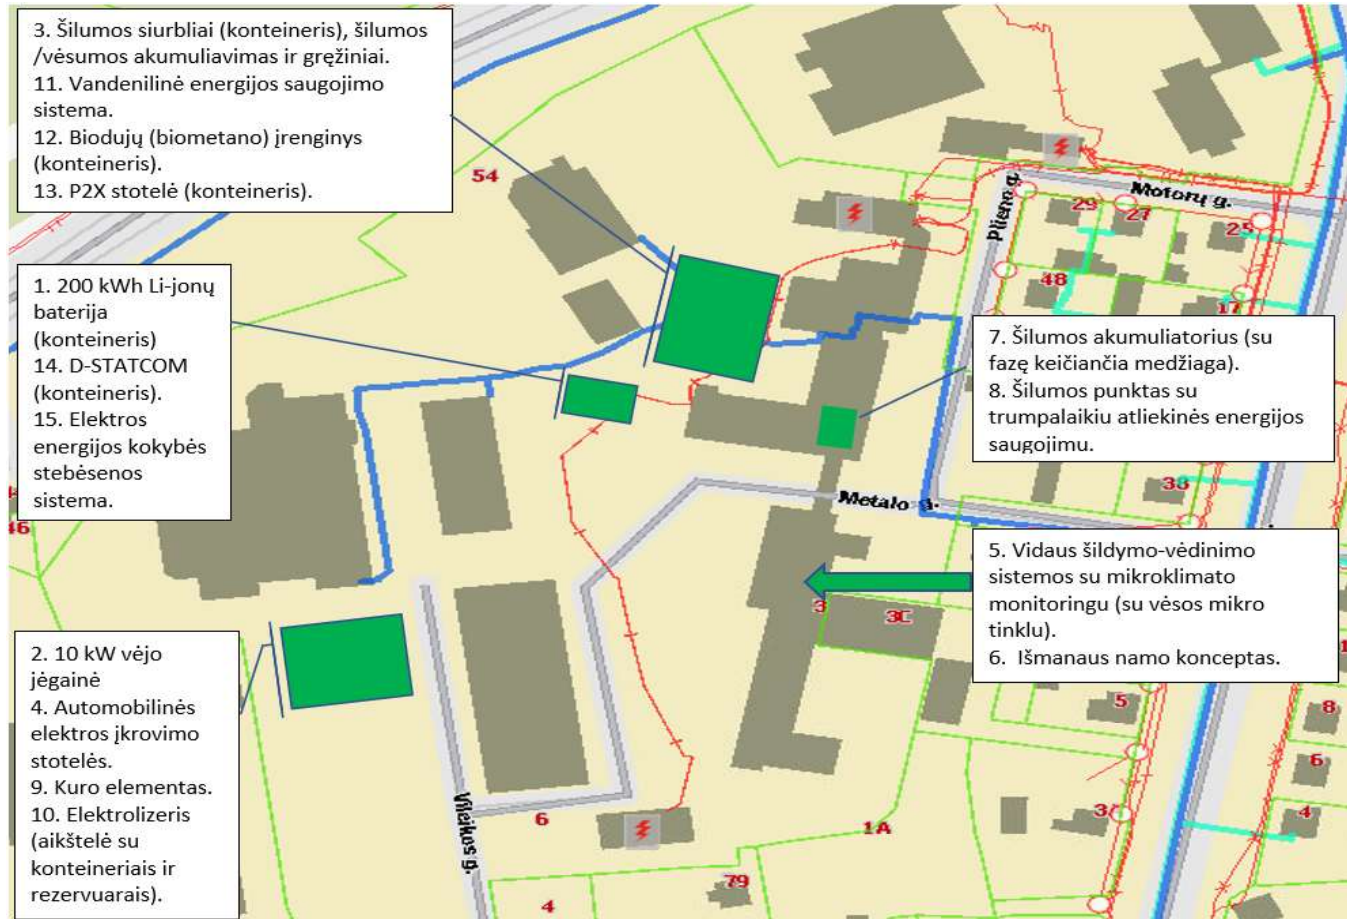 3. Šilumos siurbliai (konteineris), šilumos
/vėsumos akumuliavimas ir gręžiniai.
11. Vandenilinė energijos saugojimo
sistema.
12. Biodujų (biometano) įrenginys
(konteineris).
13. P2X stotelė (konteineris).
1. 200 kWh Li-jonų
baterija
(konteineris)
14. D-STATCOM
(konteineris).
15. Elektros
energijos kokybės
stebėsenos
sistema.
2. 10 kW vėjo
jėgainė
4. Automobilinės
elektros įkrovimo
stotelės.
9. Kuro elementas.
10. Elektrolizeris
(aikštelė su
konteineriais ir
rezervuarais).
7. Šilumos akumuliatorius (su
fazę keičiančia medžiaga).
8. Šilumos punktas su
trumpalaikiu atliekinės energijos
saugojimu.
5. Vidaus šildymo-vėdinimo
sistemos su mikroklimato
monitoringu (su vėsos mikro
tinklu).
6. Išmanaus namo konceptas.
54
Motorų g.
Plieno g.
29
27
25
48
17
38
Metalo g.
46
3
3C
5
8
6
4
3A
1A
6
Vileikos g.
79
4